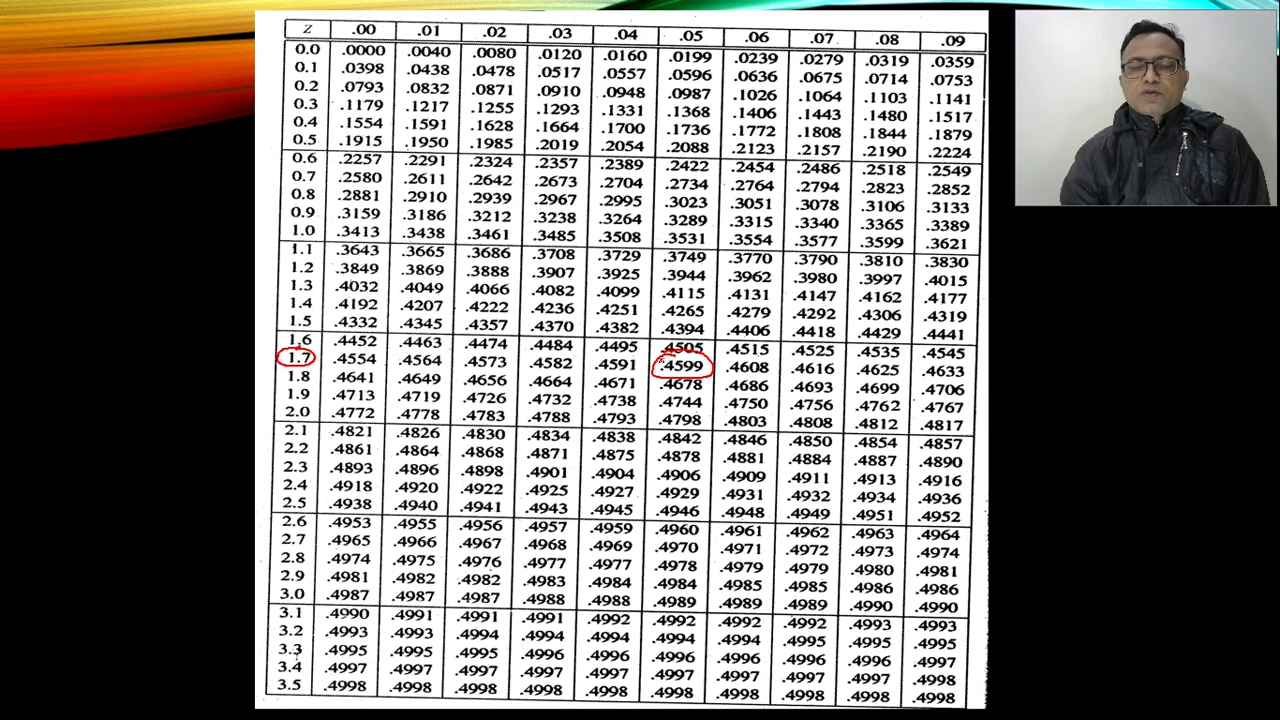 z .00 .01 .02 .03 .04 .05 .06 .07 .08 .09
0.0 .0000 .0040 .0080 .0120 .0160 .0199 .0239 .0279 .0319 .0359
0.1 .0398 .0438 .0478 .0517 .0557 .0596 .0636 .0675 .0714 .0753
0.2 .0793 .0832 .0871 .0910 .0948 .0987 .1026 .1064 .1103 .1141
0.3 .1179 .1217 .1255 .1293 .1331 .1368 .1406 .1443 .1480 .1517
0.4 .1554 .1591 .1628 .1664 .1700 .1736 .1772 .1808 .1844 .1879
0.5 .1915 .1950 .1985 .2019 .2054 .2088 .2123 .2157 .2190 .2224
0.6 .2257 .2291 .2324 .2357 .2389 .2422 .2454 .2486 .2518 .2549
0.7 .2580 .2611 .2642 .2673 .2704 .2734 .2764 .2794 .2823 .2852
0.8 .2881 .2910 .2939 .2967 .2995 .3023 .3051 .3078 .3106 .3133
0.9 .3159 .3186 .3212 .3238 .3264 .3289 .3315 .3340 .3365 .3389
1.0 .3413 .3438 .3461 .3485 .3508 .3531 .3554 .3577 .3599 .3621
1.1 .3643 .3665 .3686 .3708 .3729 .3749 .3770 .3790 .3810 .3830
1.2 .3849 .3869 .3888 .3907 .3925 .3944 .3962 .3980 .3997 .4015
1.3 .4032 .4049 .4066 .4082 .4099 .4115 .4131 .4147 .4162 .4177
1.4 .4192 .4207 .4222 .4236 .4251 .4265 .4279 .4292 .4306 .4319
1.5 .4332 .4345 .4357 .4370 .4382 .4394 .4406 .4418 .4429 .4441
1.6 .4452 .4463 .4474 .4484 .4495 .4505 .4515 .4525 .4535 .4545
1.7 .4554 .4564 .4573 .4582 .4591 .4599 .4608 .4616 .4625 .4633
1.8 .4641 .4649 .4656 .4664 .4671 .4678 .4686 .4693 .4699 .4706
1.9 .4713 .4719 .4726 .4732 .4738 .4744 .4750 .4756 .4762 .4767
2.0 .4772 .4778 .4783 .4788 .4793 .4798 .4803 .4808 .4812 .4817
2.1 .4821 .4826 .4830 .4834 .4838 .4842 .4846 .4850 .4854 .4857
2.2 .4861 .4864 .4868 .4871 .4875 .4878 .4881 .4884 .4887 .4890
2.3 .4893 .4896 .4898 .4901 .4904 .4906 .4909 .4911 .4913 .4916
2.4 .4918 .4920 .4922 .4925 .4927 .4929 .4931 .4932 .4934 .4936
2.5 .4938 .4940 .4941 .4943 .4945 .4946 .4948 .4949 .4951 .4952
2.6 .4953 .4955 .4956 .4957 .4959 .4960 .4961 .4962 .4963 .4964
2.7 .4965 .4966 .4967 .4968 .4969 .4970 .4971 .4972 .4973 .4974
2.8 .4974 .4975 .4976 .4977 .4977 .4978 .4979 .4979 .4980 .4981
2.9 .4981 .4982 .4982 .4983 .4984 .4984 .4985 .4985 .4986 .4986
3.0 .4987 .4987 .4987 .4988 .4988 .4989 .4989 .4989 .4990 .4990
3.1 .4990 .4991 .4991 .4991 .4992 .4992 .4992 .4992 .4993 .4993
3.2 .4993 .4993 .4994 .4994 .4994 .4994 .4994 .4995 .4995 .4995
3.3 .4995 .4995 .4995 .4996 .4996 .4996 .4996 .4996 .4996 .4997
3.4 .4997 .4997 .4997 .4997 .4997 .4997 .4997 .4997 .4997 .4998
3.5 .4998 .4998 .4998 .4998 .4998 .4998 .4998 .4998 .4998 .4998